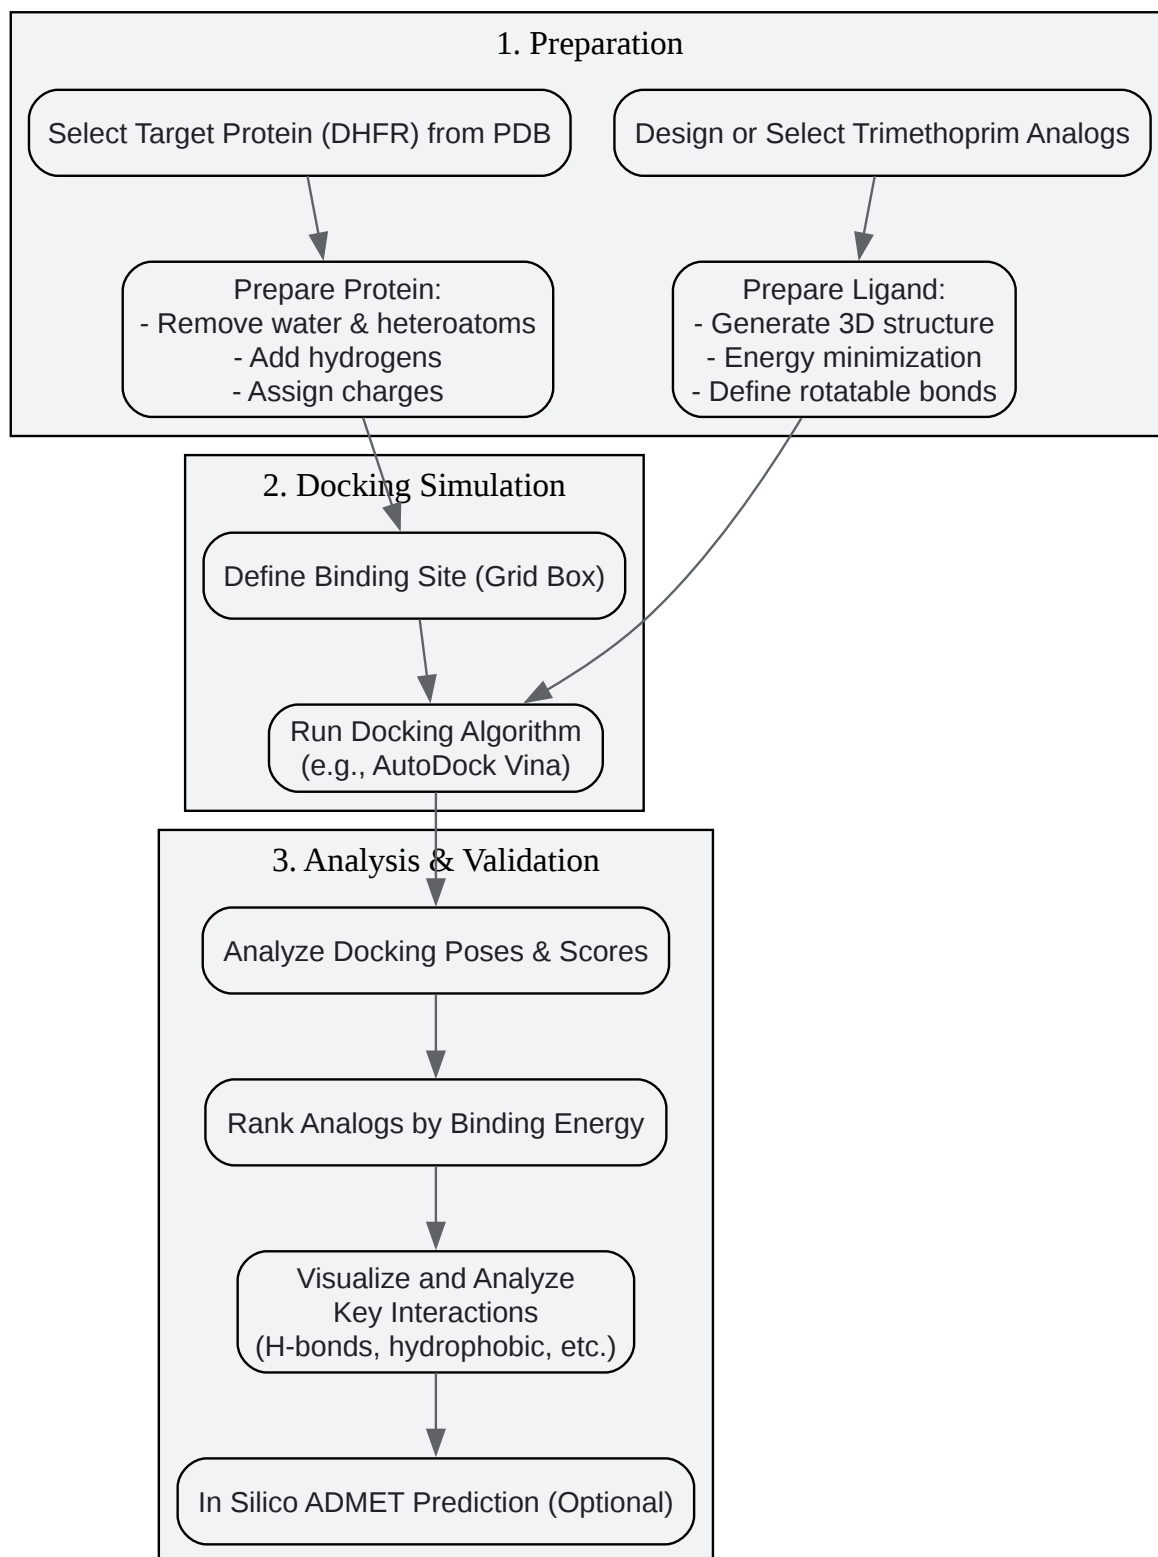 1. Preparation
Select Target Protein (DHFR) from PDB
Design or Select Trimethoprim Analogs
Prepare Protein:
- Remove water & heteroatoms
- Add hydrogens
- Assign charges
Prepare Ligand:
- Generate 3D structure
- Energy minimization
- Define rotatable bonds
2. Docking Simulation
Define Binding Site (Grid Box)
Run Docking Algorithm
(e.g., AutoDock Vina)
3. Analysis & Validation
Analyze Docking Poses & Scores
Rank Analogs by Binding Energy
Visualize and Analyze
Key Interactions
(H-bonds, hydrophobic, etc.)
In Silico ADMET Prediction (Optional)